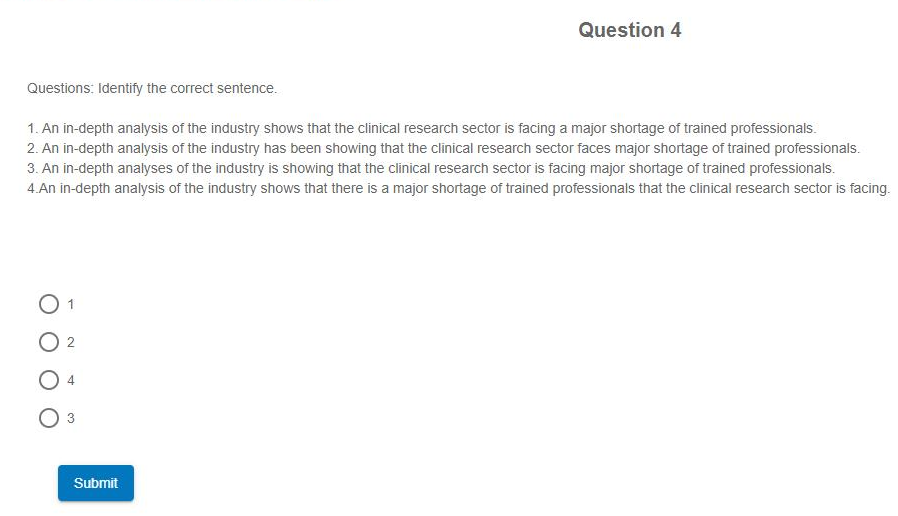 Question 4
Questions: Identify the correct sentence.
1. An in-depth analysis of the industry shows that the clinical research sector is facing a major shortage of trained professionals.
2. An in-depth analysis of the industry has been showing that the clinical research sector faces major shortage of trained professionals.
3. An in-depth analyses of the industry is showing that the clinical research sector is facing major shortage of trained professionals.
4.An in-depth analysis of the industry shows that there is a major shortage of trained professionals that the clinical research sector is facing.
1
2
4
3
Submit